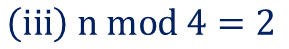 (iii) n mod 4 = 2